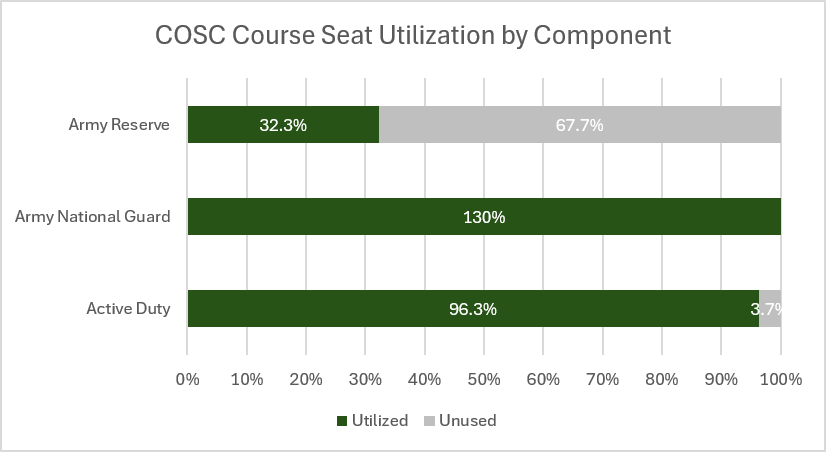 COSC Course Seat Utilization by Component
Army Reserve 32.3% 67.7%
Army National Guard 130%
Active Duty 96.3% 3.7%
0% 10% 20% 30% 40% 50% 60% 70% 80% 90% 100%
Utilized Unused